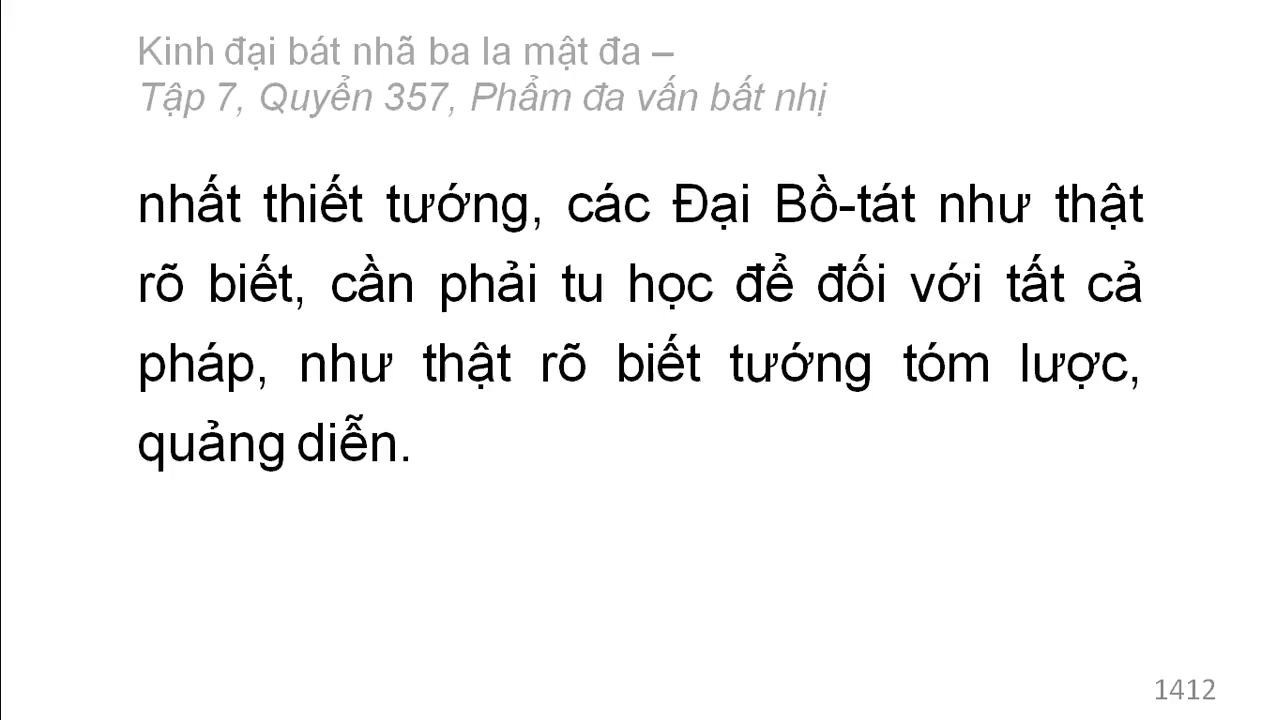 Kinh đại bát nhã ba la mật đa –
Tập 7, Quyển 357, Phẩm đa vấn bất nhị
nhất thiết tướng, các Đại Bồ-tát như thật
rõ biết, cần phải tu học để đối với tất cả
pháp, như thật rõ biết tướng tóm lược,
quảng diễn.
1412